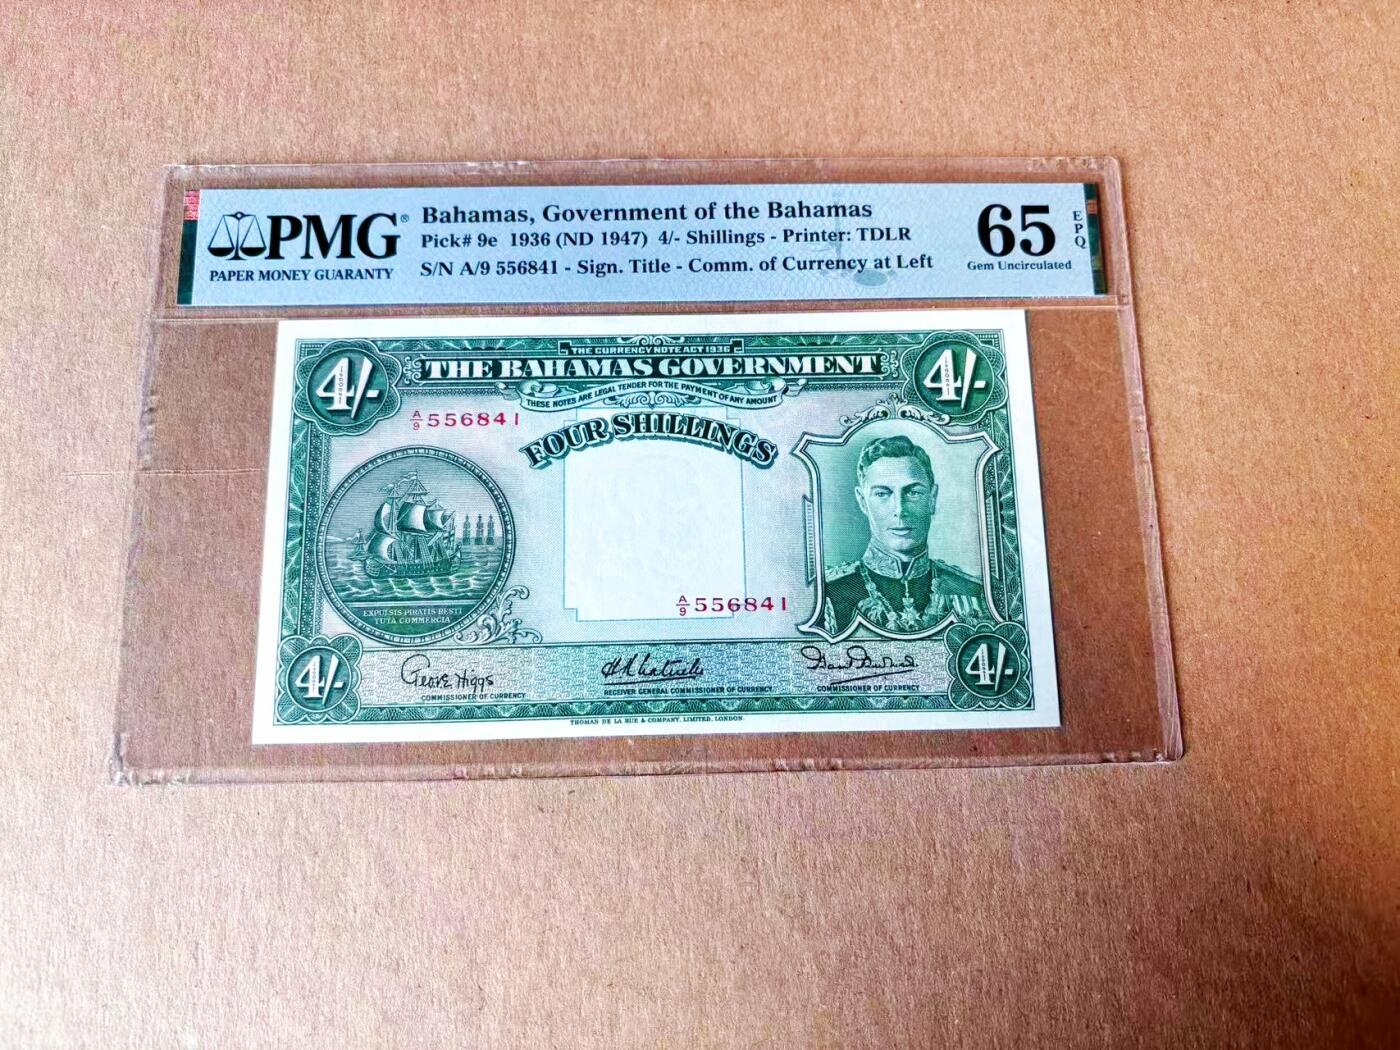 PMG®
PAPER MONEY GUARANTY
Bahamas, Government of the Bahamas
Pick# 9e 1936 (ND 1947) 4/- Shillings - Printer: TDLR
S/N A/9 556841 - Sign. Title - Comm. of Currency at Left
65
EPQ
Gem Uncirculated
THE CURRENCY NOTE ACT 1936
4/-
THE BAHAMAS GOVERNMENT
4/-
THESE NOTES ARE LEGAL TENDER FOR THE PAYMENT OF ANY AMOUNT
A/9 556841
FOUR SHILLINGS
EXPULSIS PIRATIS RESTI
TUTA COMMERCIA
A/9 556841
4/-
George Higgs
COMMISSIONER OF CURRENCY
RECEIVER GENERAL COMMISSIONER OF CURRENCY
COMMISSIONER OF CURRENCY
4/-
THOMAS DE LA RUE & COMPANY, LIMITED, LONDON.